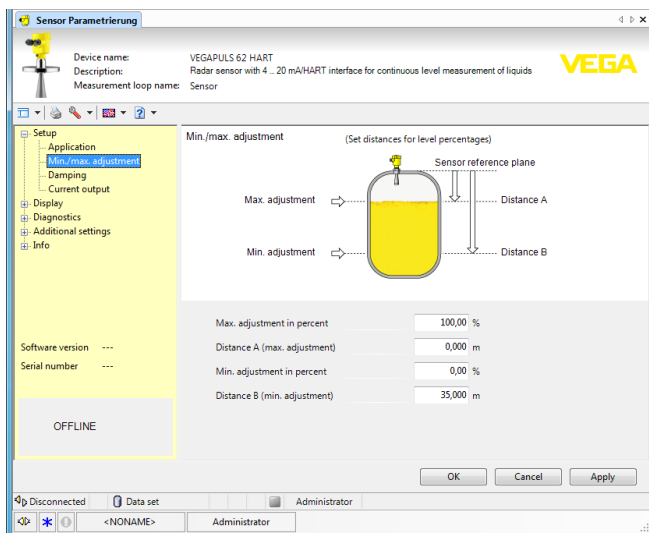 Sensor Parametrierung
Device name: VEGAPULS 62 HART
Description: Radar sensor with 4 ... 20 mA/HART interface for continuous level measurement of liquids
Measurement loop name: Sensor
VEGA
Setup
Application
Min./max. adjustment
Damping
Current output
Display
Diagnostics
Additional settings
Info
Software version ---
Serial number ---
OFFLINE
Min./max. adjustment (Set distances for level percentages)
Sensor reference plane
Max. adjustment
Distance A
Min. adjustment
Distance B
Max. adjustment in percent 100,00 %
Distance A (max. adjustment) 0,000 m
Min. adjustment in percent 0,00 %
Distance B (min. adjustment) 35,000 m
OK Cancel Apply
Disconnected Data set Administrator
<NONAME> Administrator